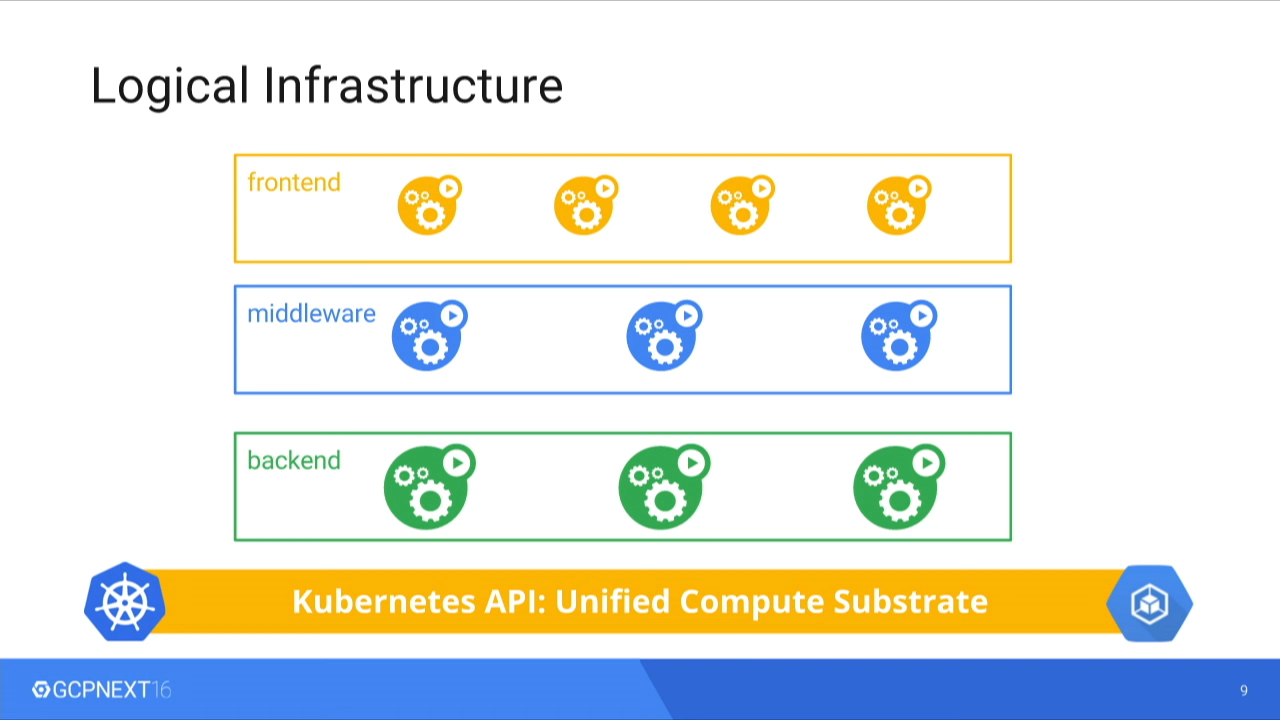 Logical Infrastructure
frontend
middleware
backend
Kubernetes API: Unified Compute Substrate
GCPNEXT16
9